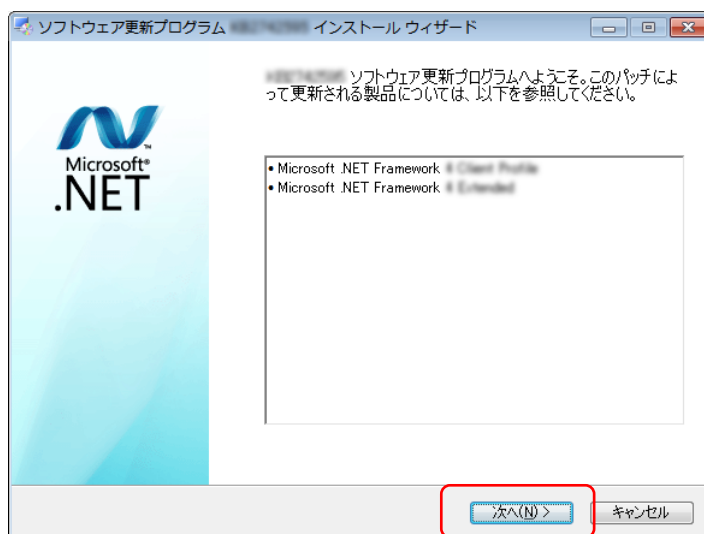 ソフトウェア更新プログラム インストール ウィザード
ソフトウェア更新プログラムへようこそ。このパッチによ
って更新される製品については、以下を参照してください。
Microsoft®
.NET
• Microsoft .NET Framework
• Microsoft .NET Framework
次へ(N) >
キャンセル